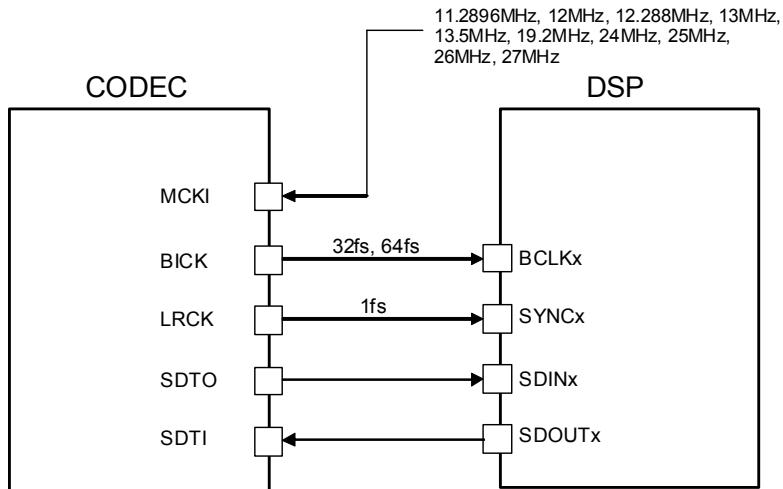 11.2896MHz, 12MHz, 12.288MHz, 13MHz,
13.5MHz, 19.2MHz, 24MHz, 25MHz,
26MHz, 27MHz
CODEC
DSP
MCKI
BICK
32fs, 64fs
BCLKx
LRCK
1fs
SYNCx
SDTO
SDINx
SDTI
SDOUTx